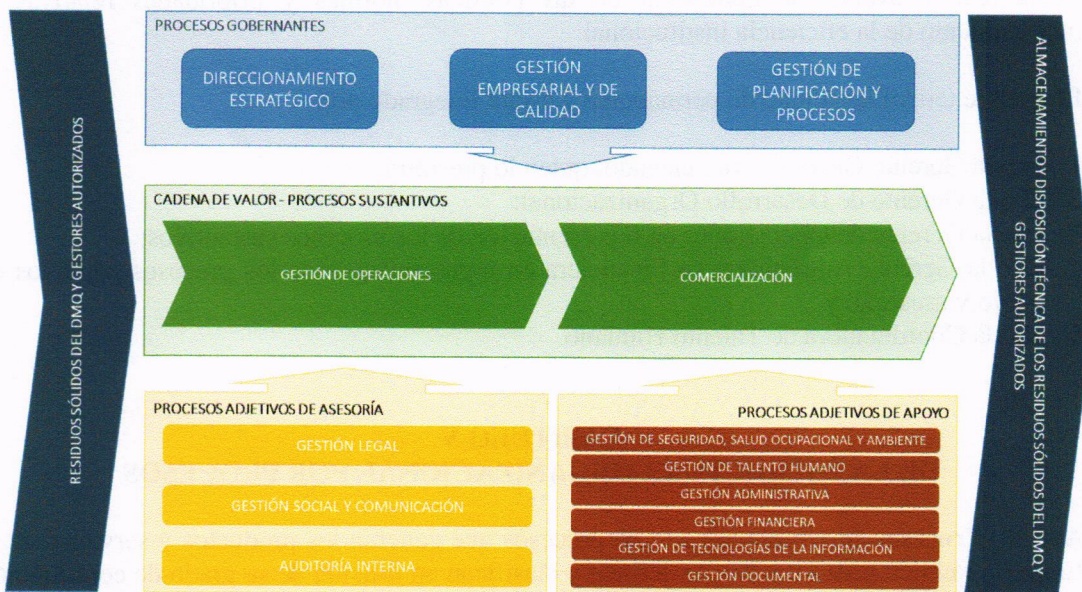 PROCESOS GOBERNANTES
DIRECCIONAMIENTO
ESTRATÉGICO
GESTIÓN
EMPRESARIAL Y DE
CALIDAD
GESTIÓN DE
PLANIFICACIÓN Y
PROCESOS
RESIDUOS SÓLIDOS DEL DMQ Y GESTORES AUTORIZADOS
CADENA DE VALOR - PROCESOS SUSTANTIVOS
GESTIÓN DE OPERACIONES
COMERCIALIZACIÓN
PROCESOS ADJETIVOS DE ASESORÍA
GESTIÓN LEGAL
GESTIÓN SOCIAL Y COMUNICACIÓN
AUDITORÍA INTERNA
PROCESOS ADJETIVOS DE APOYO
GESTIÓN DE SEGURIDAD, SALUD OCUPACIONAL Y AMBIENTE
GESTIÓN DE TALENTO HUMANO
GESTIÓN ADMINISTRATIVA
GESTIÓN FINANCIERA
GESTIÓN DE TECNOLOGÍAS DE LA INFORMACIÓN
GESTIÓN DOCUMENTAL
ALMACENAMIENTO Y DISPOSICIÓN TÉCNICA DE LOS RESIDUOS SÓLIDOS DEL DMQ Y
GESTIORES AUTORIZADOS